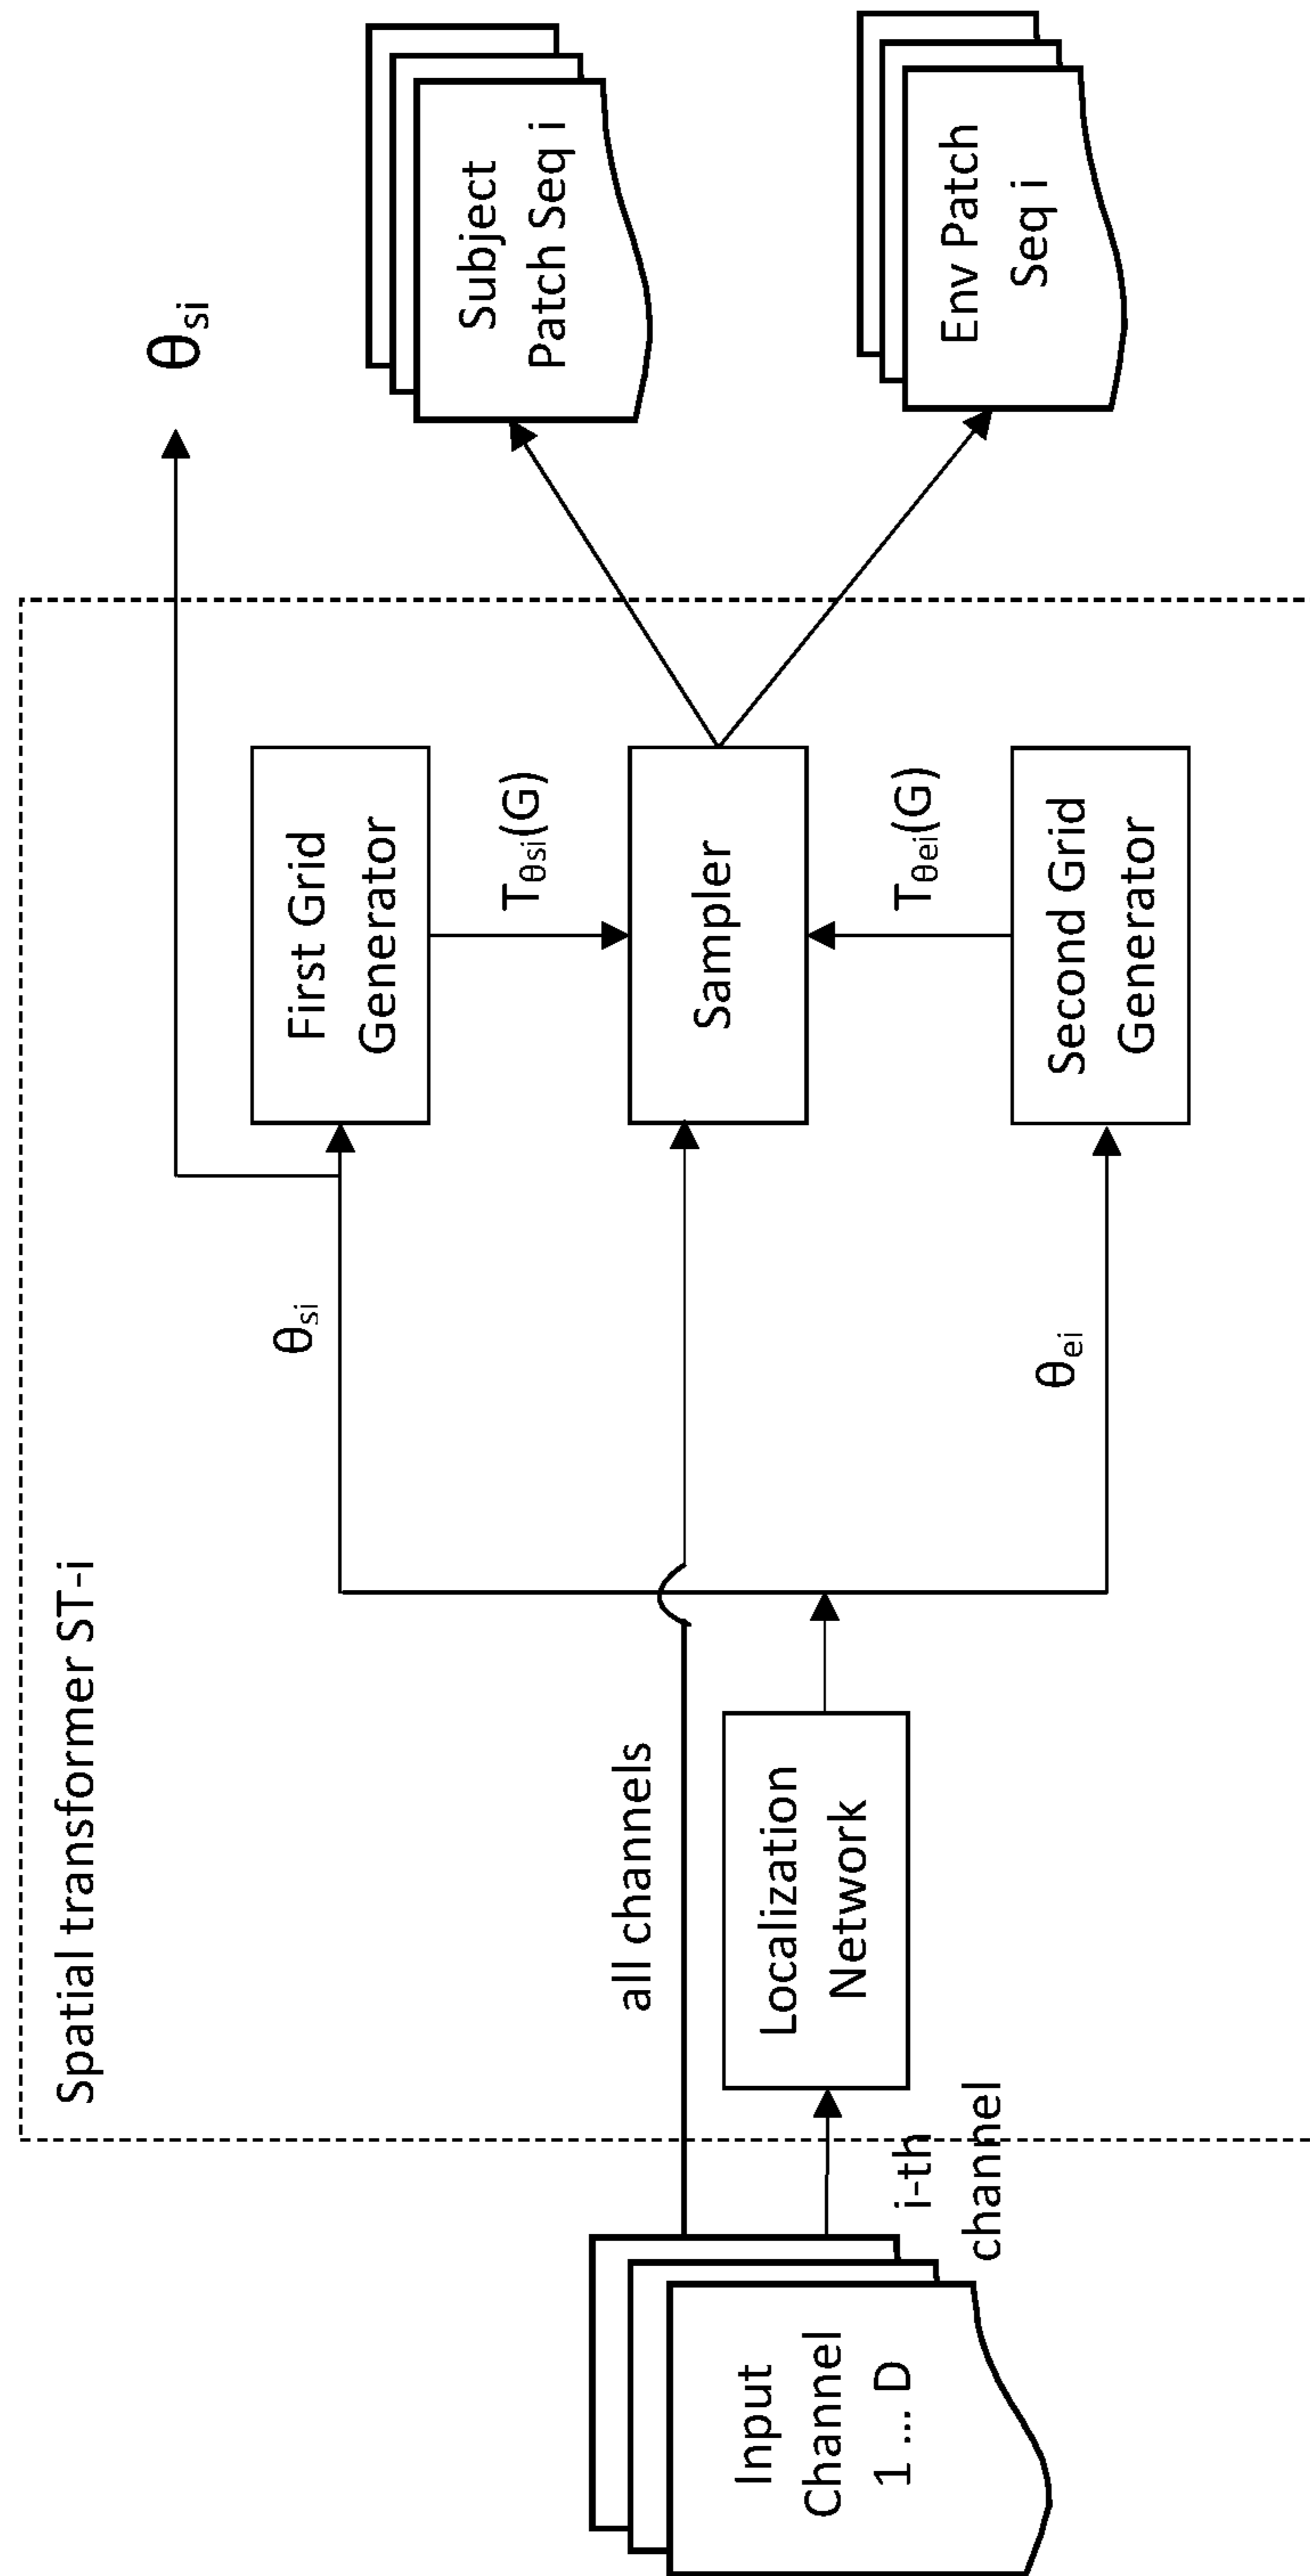 Spatial transformer ST-i
θsi
Input
Channel
1 ... D
all channels
i-th
channel
Localization
Network
θsi
θei
First Grid
Generator
Tθsi(G)
Sampler
Tθei(G)
Second Grid
Generator
Subject
Patch Seq i
Env Patch
Seq i